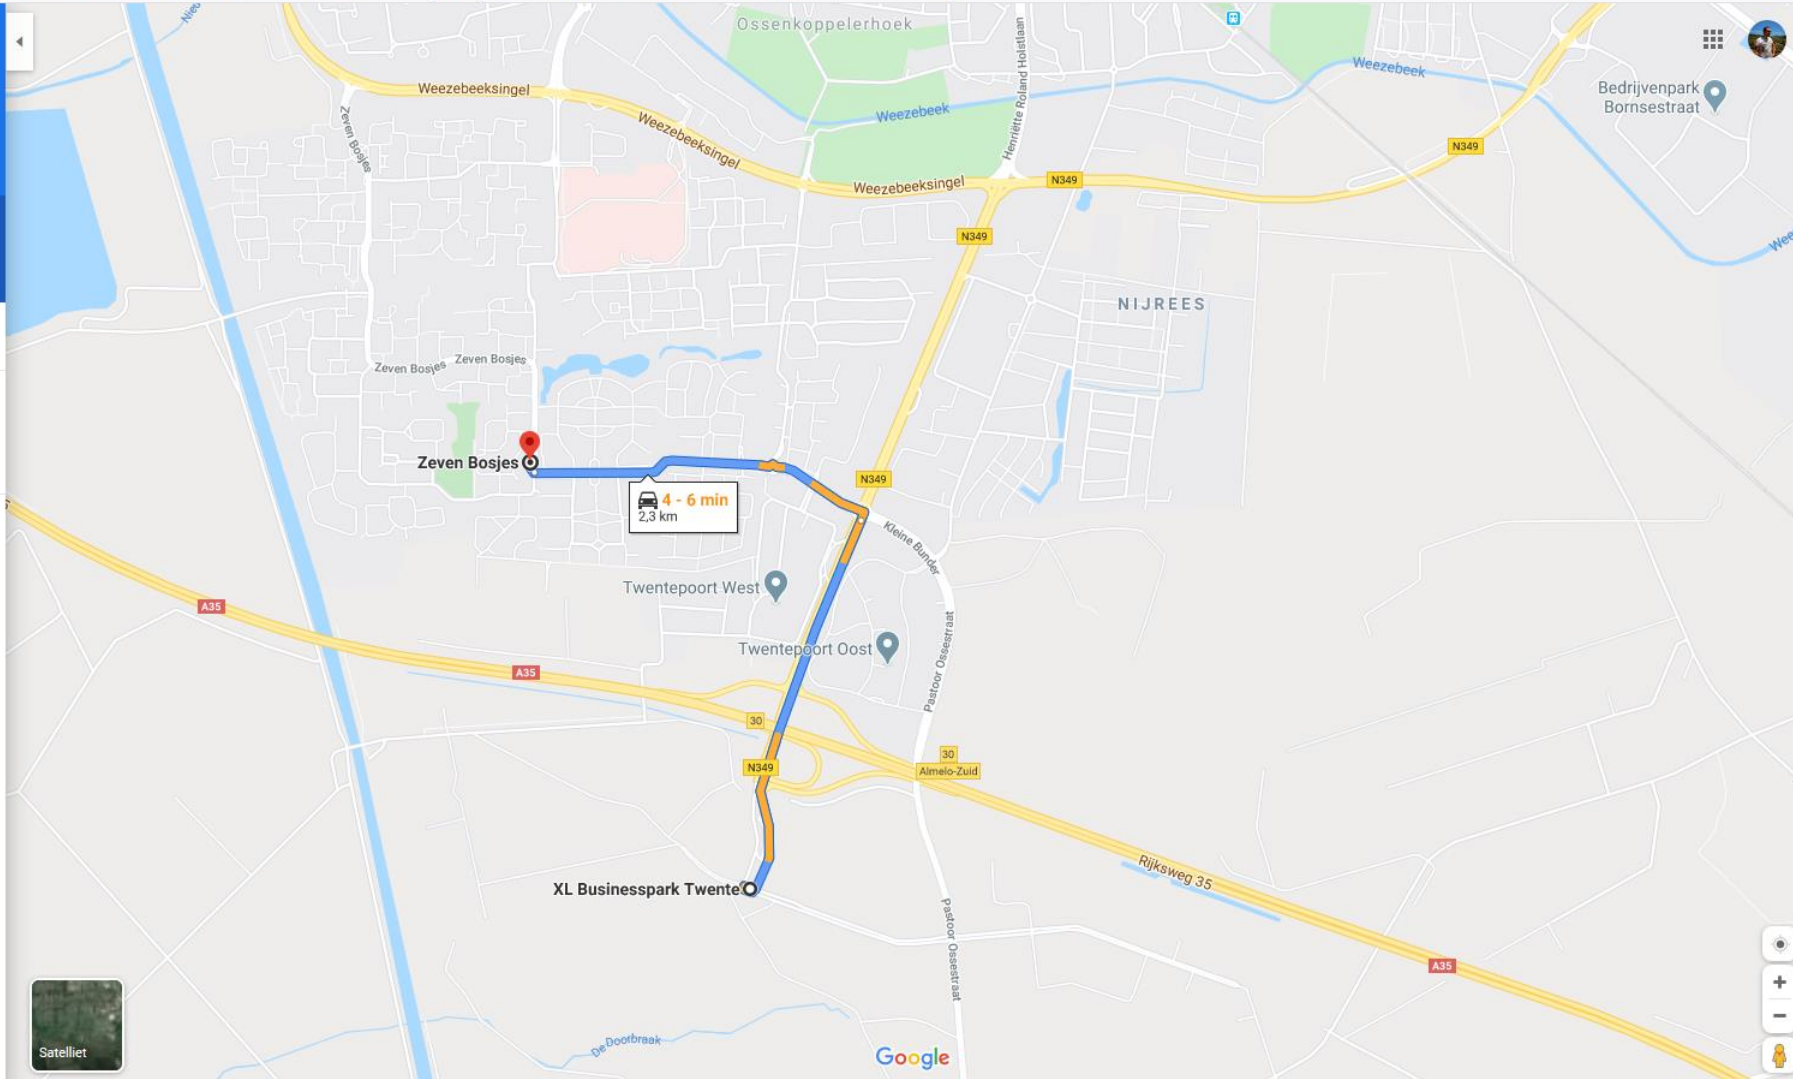 Ossenkoppelerhoek
Henriëtte Roland Holstlaan
Weezebeek
Bedrijvenpark
Bornsestraat
Weezebeeksingel
Zeven Bosjes
Weezebeeksingel
Weezebeek
N349
Weezebeeksingel
N349
N349
NIJREES
Zeven Bosjes
Zeven Bosjes
Zeven Bosjes
N349
4 - 6 min
2,3 km
Kleine Bunder
Twentepoort West
A35
Twentepoort Oost
Pastoor Ossestraat
A35
30
30
Almelo-Zuid
N349
Rijksweg 35
XL Businesspark Twente
Pastoor Ossestraat
A35
De Doorbraak
Satelliet
Google